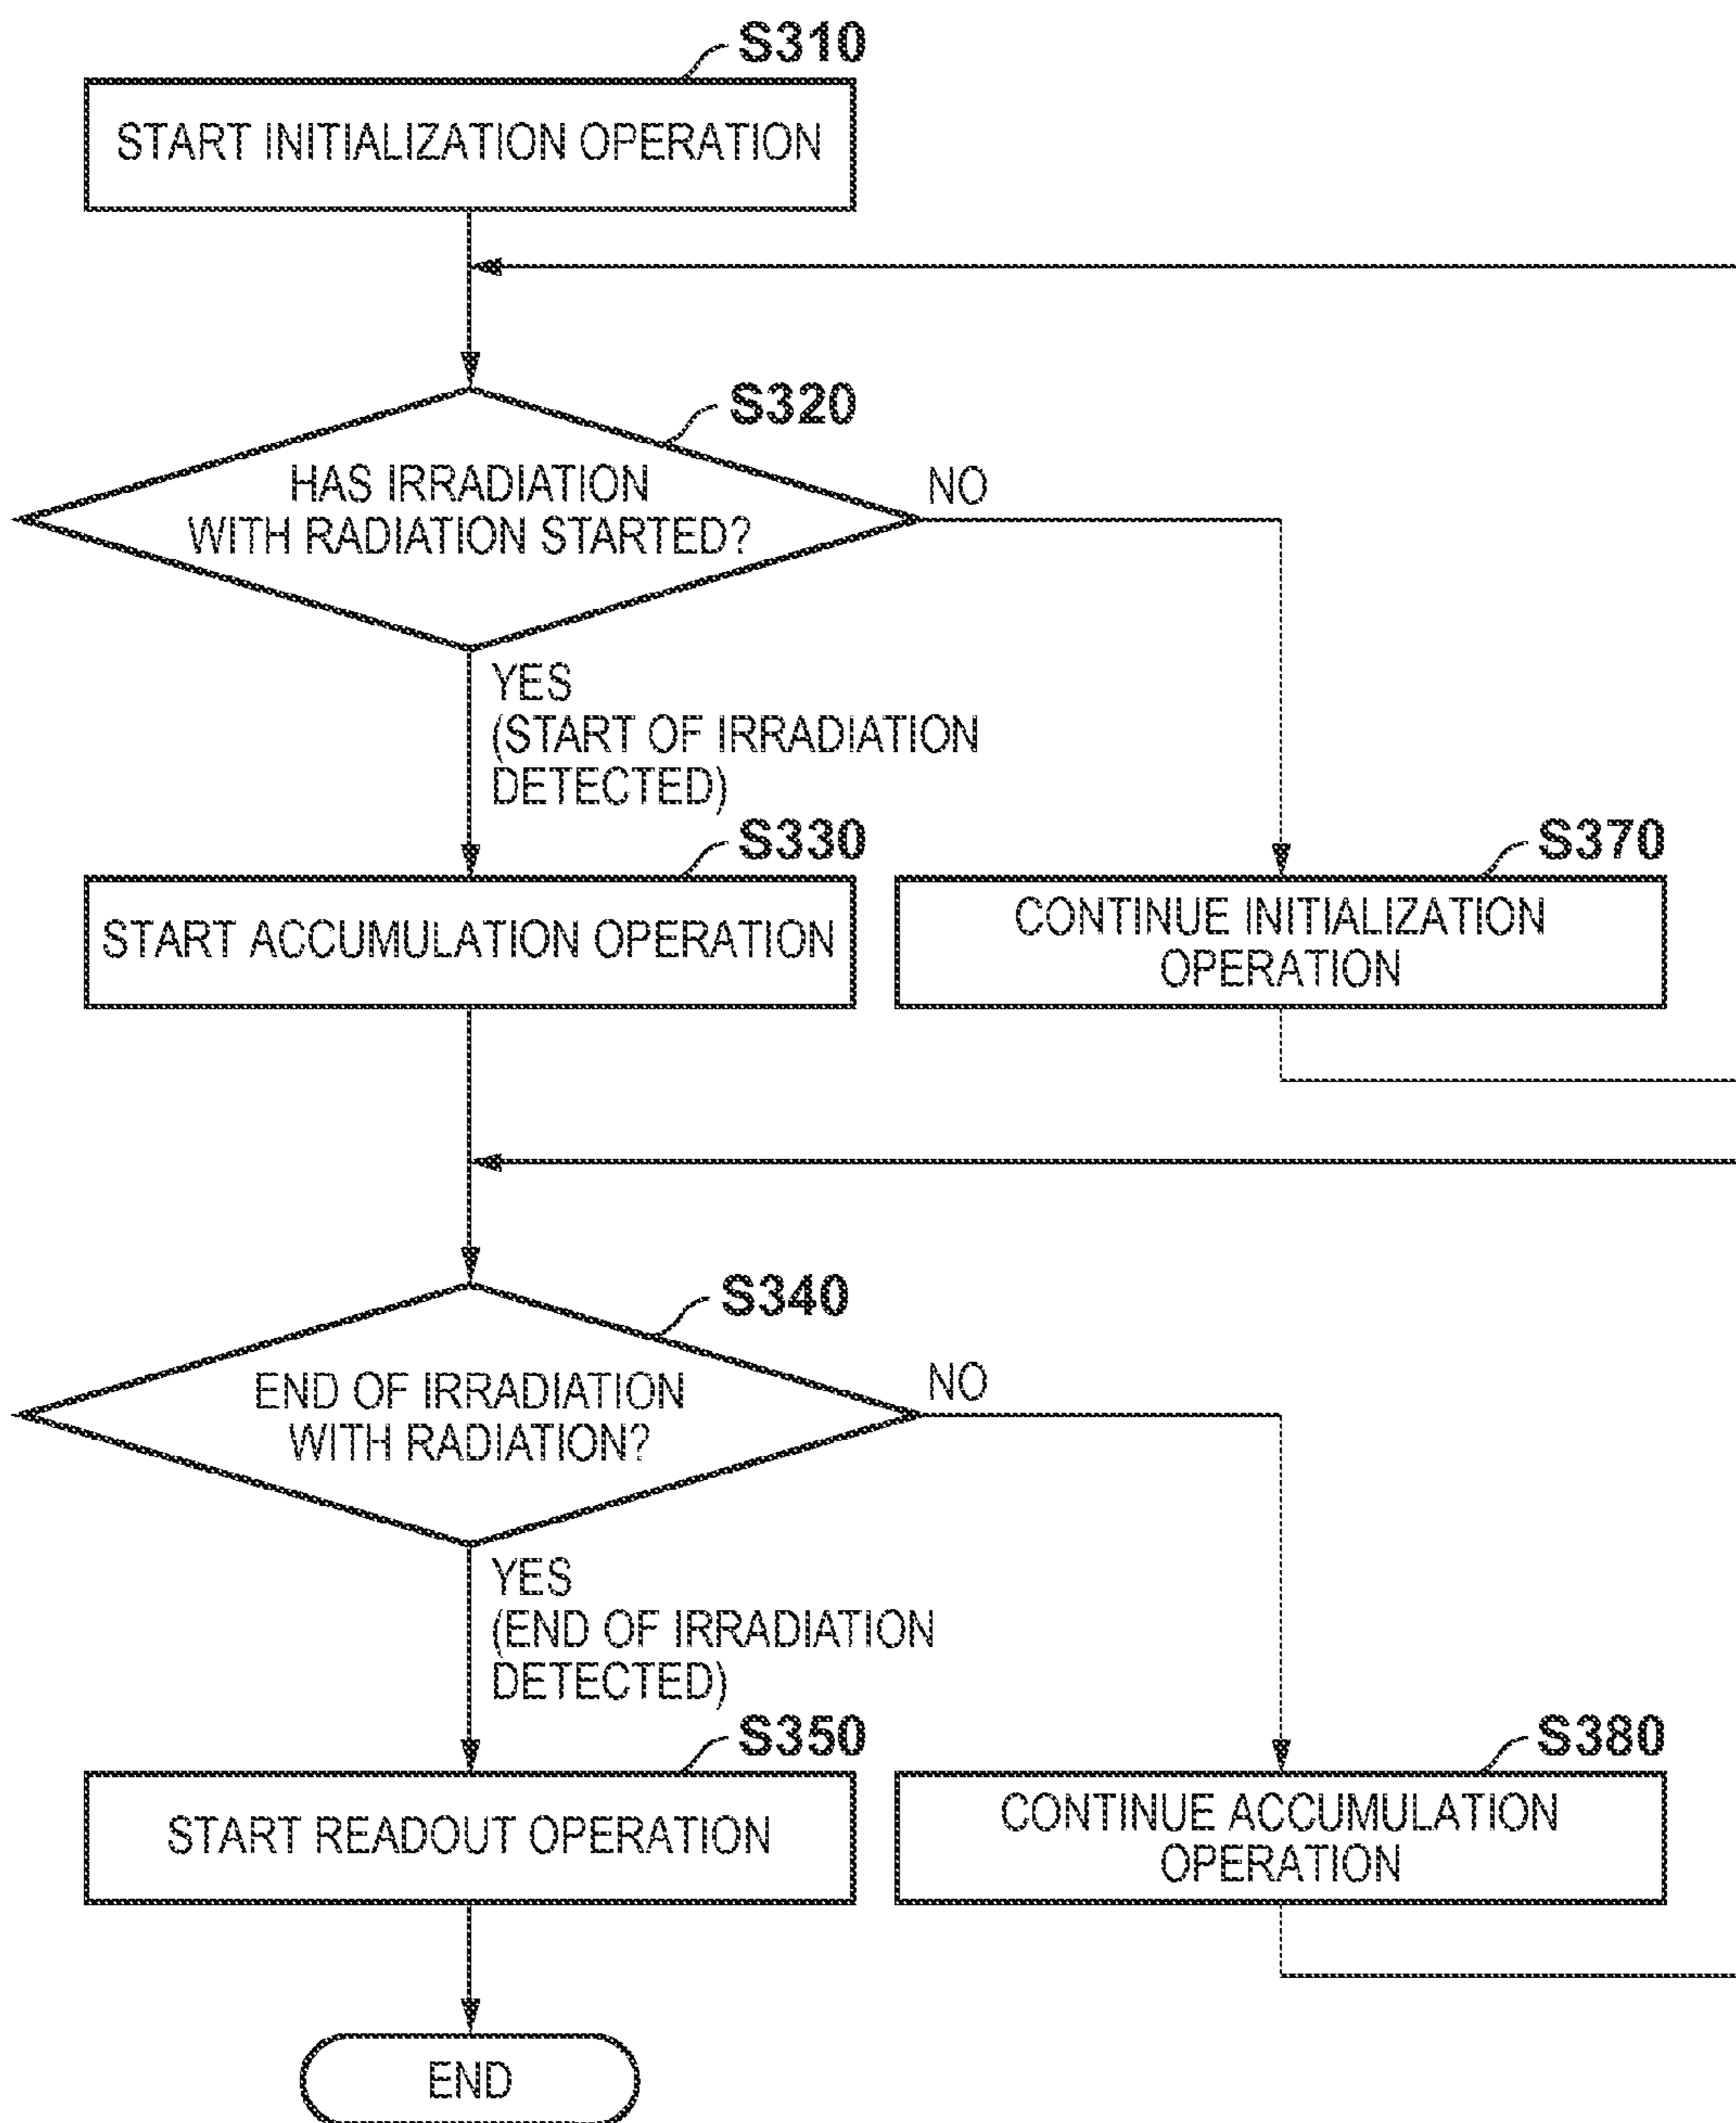 S310
START INITIALIZATION OPERATION
S320
HAS IRRADIATION
WITH RADIATION STARTED?
NO
YES
(START OF IRRADIATION
DETECTED)
S330
START ACCUMULATION OPERATION
S370
CONTINUE INITIALIZATION
OPERATION
S340
END OF IRRADIATION
WITH RADIATION?
NO
YES
(END OF IRRADIATION
DETECTED)
S350
START READOUT OPERATION
S380
CONTINUE ACCUMULATION
OPERATION
END